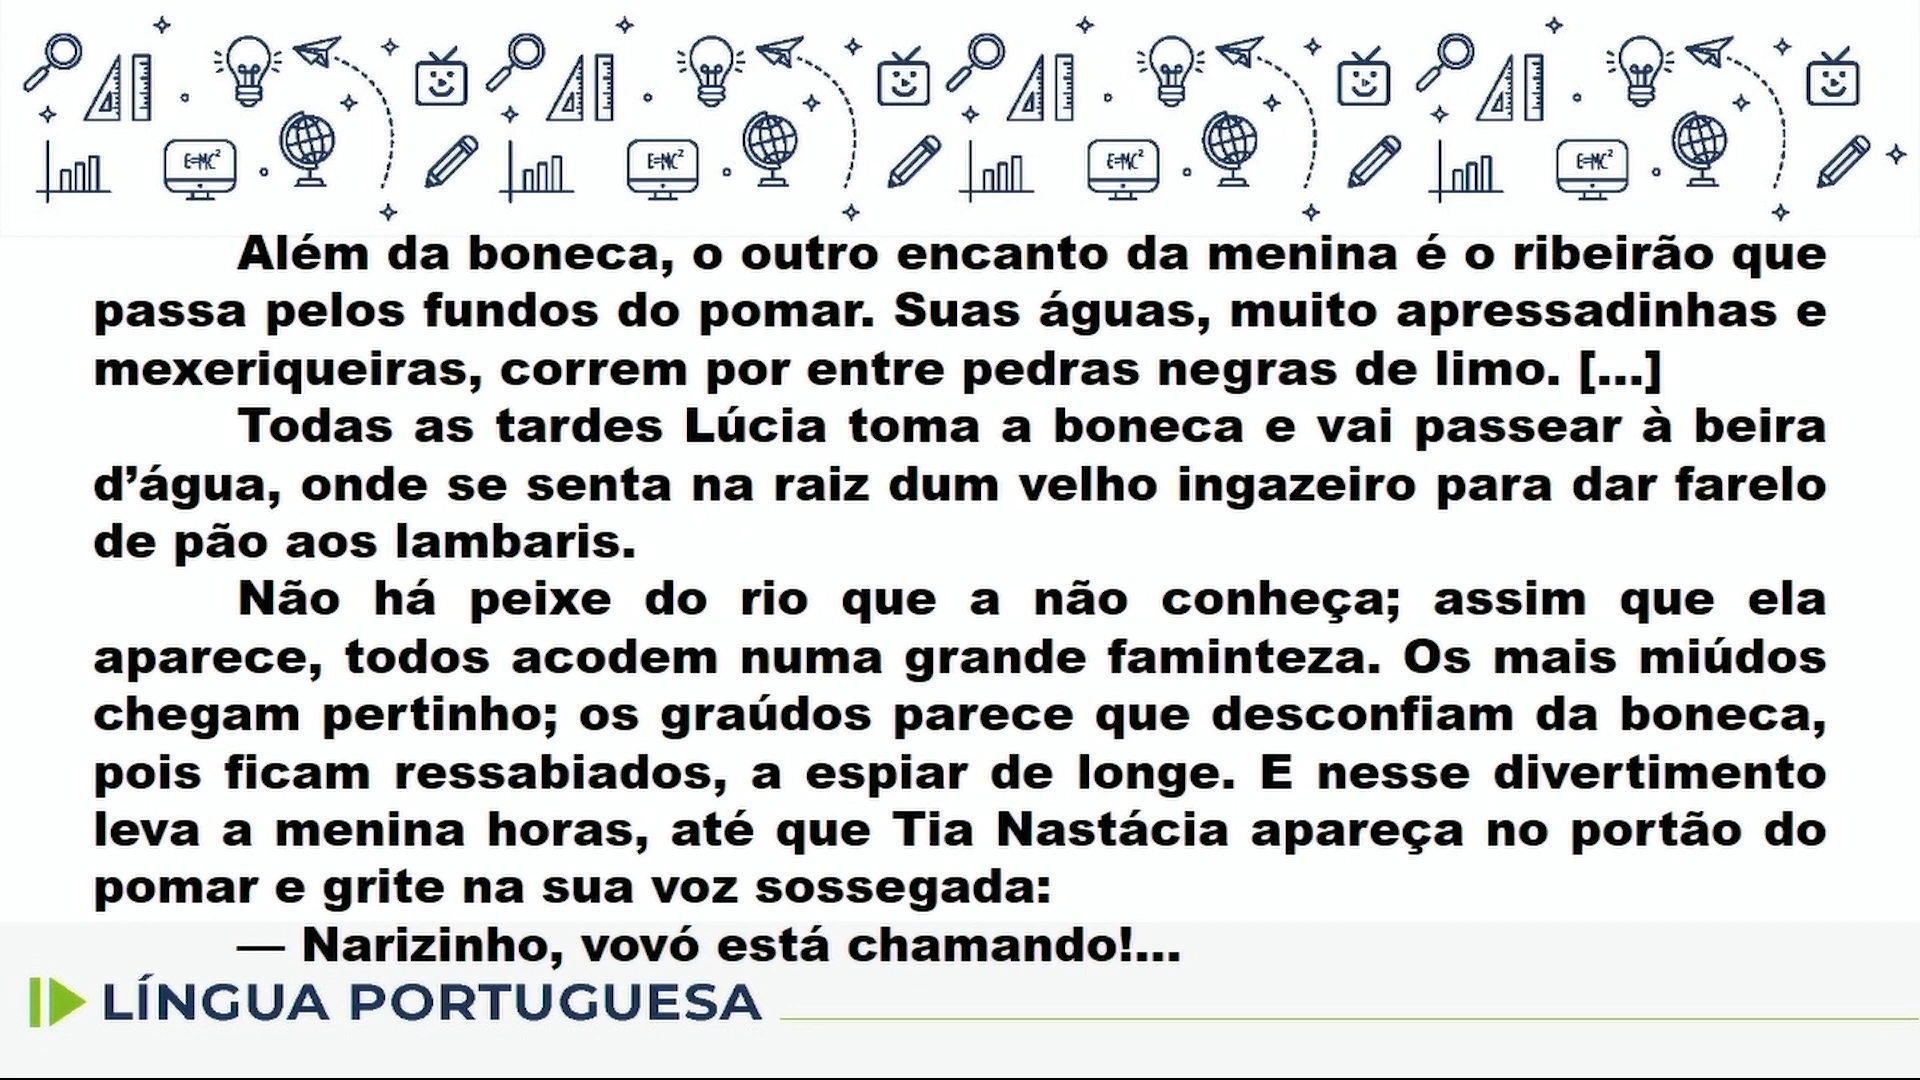 E=MC² E=MC² E=MC² E=MC²
Além da boneca, o outro encanto da menina é o ribeirão que
passa pelos fundos do pomar. Suas águas, muito apressadinhas e
mexeriqueiras, correm por entre pedras negras de limo. [...]
Todas as tardes Lúcia toma a boneca e vai passear à beira
d’água, onde se senta na raiz dum velho ingazeiro para dar farelo
de pão aos lambaris.
Não há peixe do rio que a não conheça; assim que ela
aparece, todos acodem numa grande faminteza. Os mais miúdos
chegam pertinho; os graúdos parece que desconfiam da boneca,
pois ficam ressabiados, a espiar de longe. E nesse divertimento
leva a menina horas, até que Tia Nastácia apareça no portão do
pomar e grite na sua voz sossegada:
— Narizinho, vovó está chamando!...
LÍNGUA PORTUGUESA